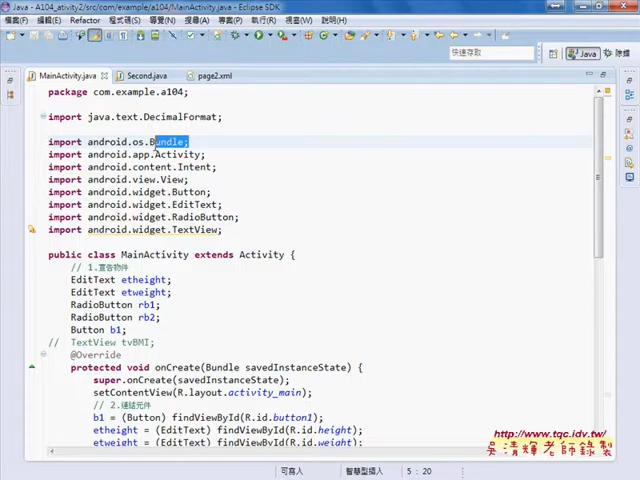 Java - A104_ativity2/src/com/example/a104/MainActivity.java - Eclipse SDK
檔案(F) 編輯(E) Refactor 程式碼(S) 導覽(N) 搜尋(A) 專案(P) 執行(R) 視窗(W) 說明(H)
快速存取
Java
除錯
MainActivity.java
Second.java
page2.xml
package com.example.a104;
import java.text.DecimalFormat;
import android.os.Bundle;
import android.app.Activity;
import android.content.Intent;
import android.view.View;
import android.widget.Button;
import android.widget.EditText;
import android.widget.RadioButton;
import android.widget.TextView;
public class MainActivity extends Activity {
// 1.宣告物件
EditText etheight;
EditText etweight;
RadioButton rb1;
RadioButton rb2;
Button b1;
// TextView tvBMI;
@Override
protected void onCreate(Bundle savedInstanceState) {
super.onCreate(savedInstanceState);
setContentView(R.layout.activity_main);
// 2.連結元件
b1 = (Button) findViewById(R.id.button1);
etheight = (EditText) findViewById(R.id.height);
etweight = (EditText) findViewById(R.id.weight);
http://www.tqc.idv.tw/
吳清輝老師錄製
可寫入
智慧型插入
5 : 20